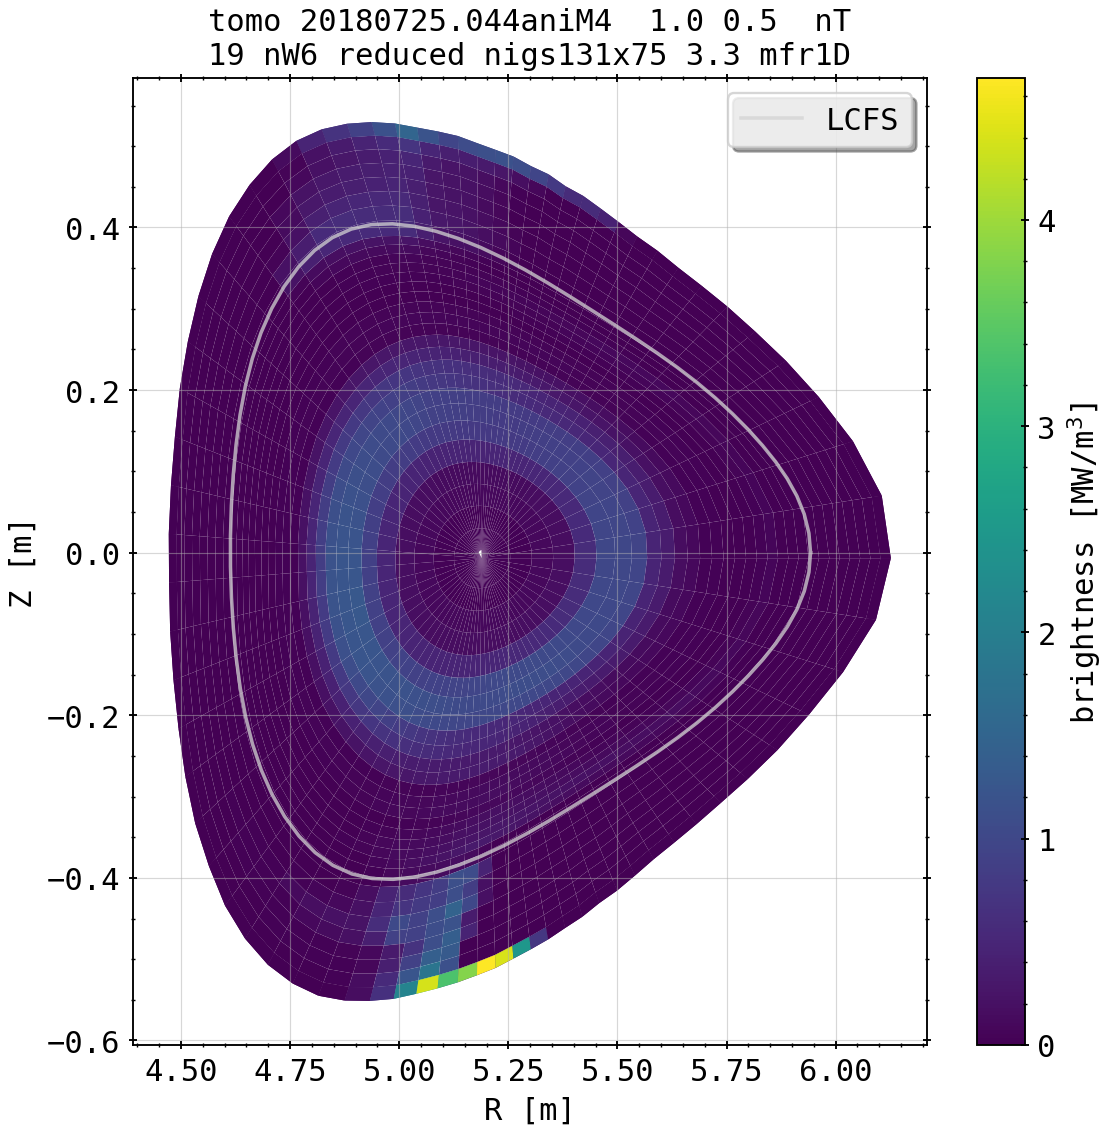 tomo 20180725.044aniM4  1.0 0.5  nT
19 nW6 reduced nigs131x75 3.3 mfr1D
LCFS
0.4
0.2
0.0
−0.2
−0.4
−0.6
Z [m]
4.50 4.75 5.00 5.25 5.50 5.75 6.00
R [m]
4
3
2
1
0
brightness [MW/m³]